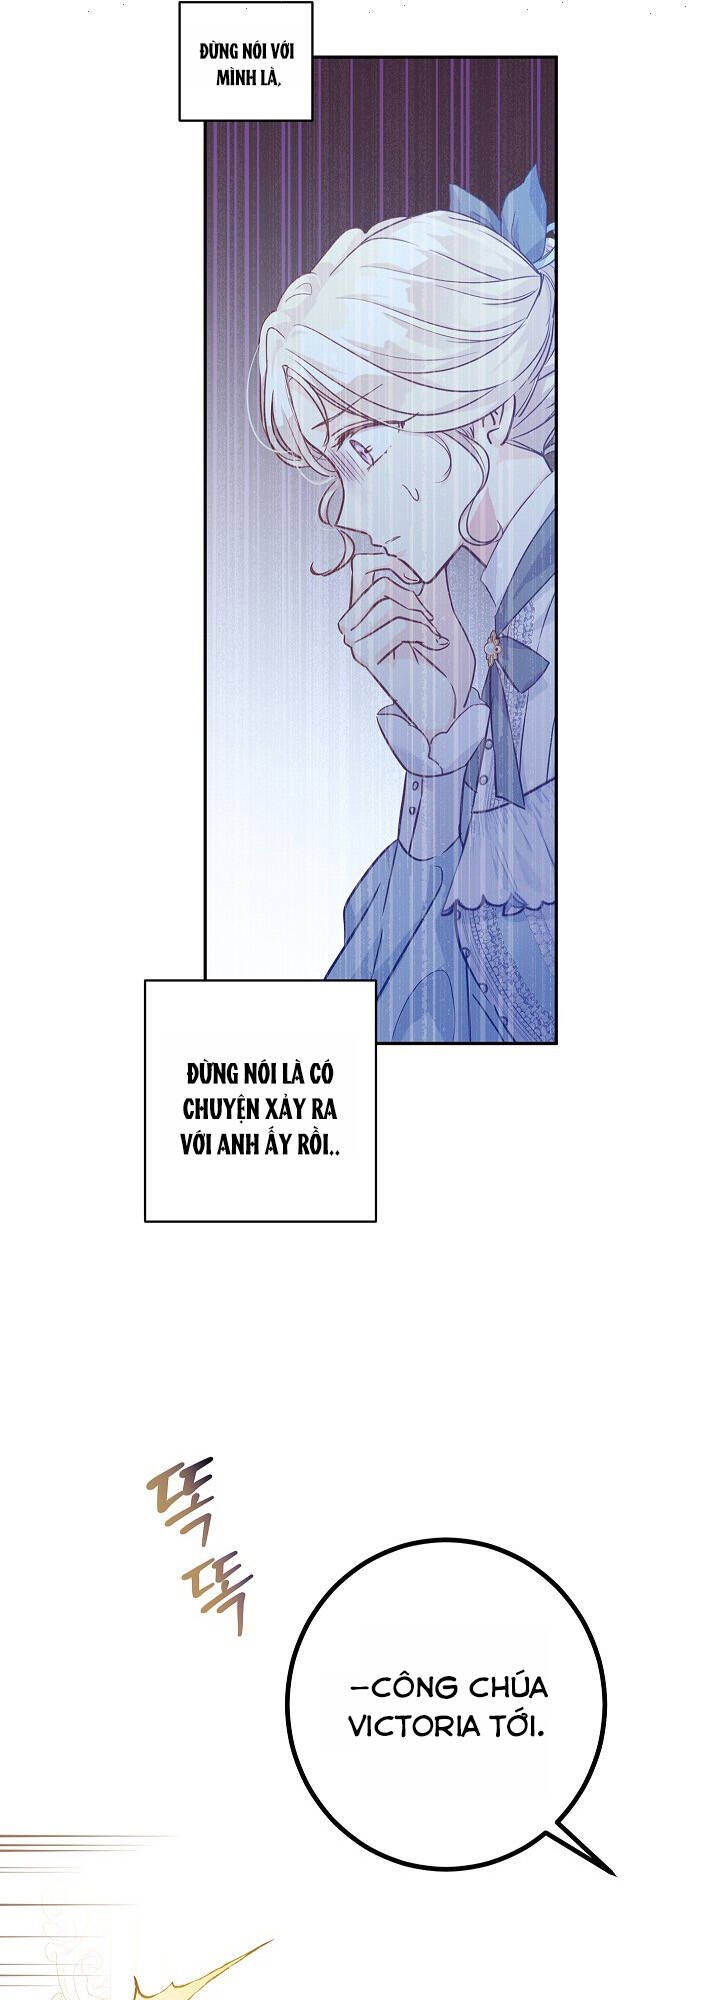 ĐỪNG NÓI VỚI
MÌNH LÀ,
ĐỪNG NÓI LÀ CÓ
CHUYỆN XẢY RA
VỚI ANH ẤY RỒI..
똑
똑
-CÔNG CHÚA
VICTORIA TỚI.